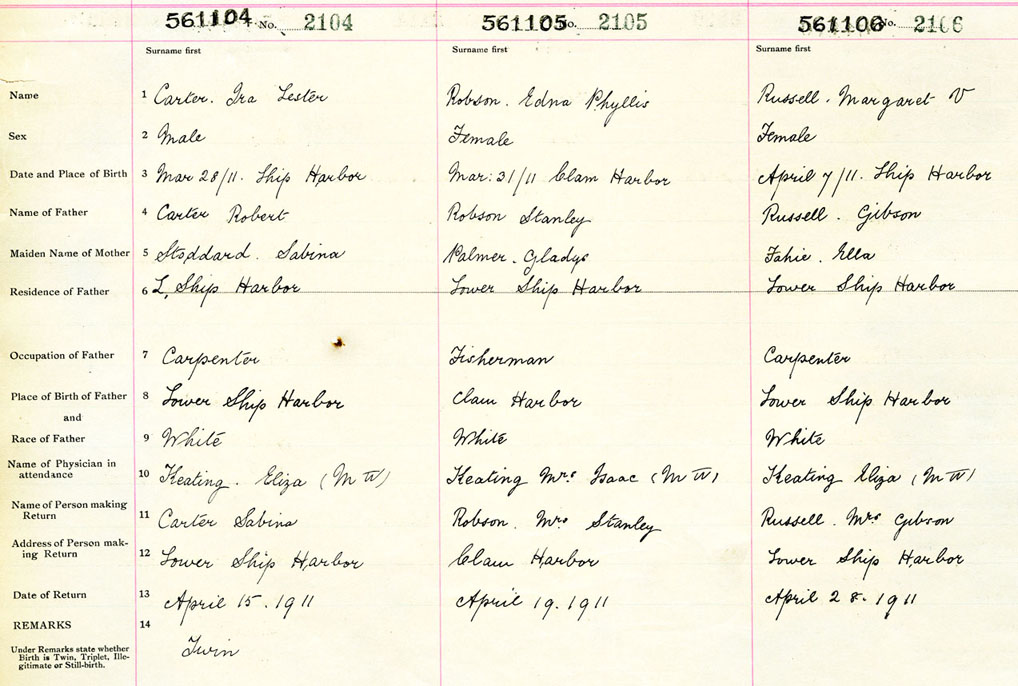 561104 No. 2104 561105 No. 2105 561106 No. 2106
Surname first Surname first Surname first
Name 1 Carter. Ira Lester Robson. Edna Phyllis Russell. Margaret V
Sex 2 Male Female Female
Date and Place of Birth 3 Mar 28/11. Ship Harbor Mar: 31/11 Clam Harbor April 7/11. Ship Harbor
Name of Father 4 Carter Robert Robson Stanley Russell. Gibson
Maiden Name of Mother 5 Stoddard. Sabina Palmer. Gladys Fahie. Ella
Residence of Father 6 L. Ship Harbor Lower Ship Harbor Lower Ship Harbor
Occupation of Father 7 Carpenter Fisherman Carpenter
Place of Birth of Father 8 Lower Ship Harbor Clam Harbor Lower Ship Harbor
and
Race of Father 9 White White White
Name of Physician in
attendance 10 Keating. Eliza (M W) Keating Mrs Isaac (M W) Keating Eliza (M W)
Name of Person making
Return 11 Carter Sabina Robson. Mrs Stanley Russell. Mrs Gibson
Address of Person mak-
ing Return 12 Lower Ship Harbor Clam Harbor Lower Ship Harbor
Date of Return 13 April 15. 1911 April 19. 1911 April 28. 1911
REMARKS 14
Under Remarks state whether
Birth is Twin, Triplet, Ille-
gitimate or Still-birth.
Twin